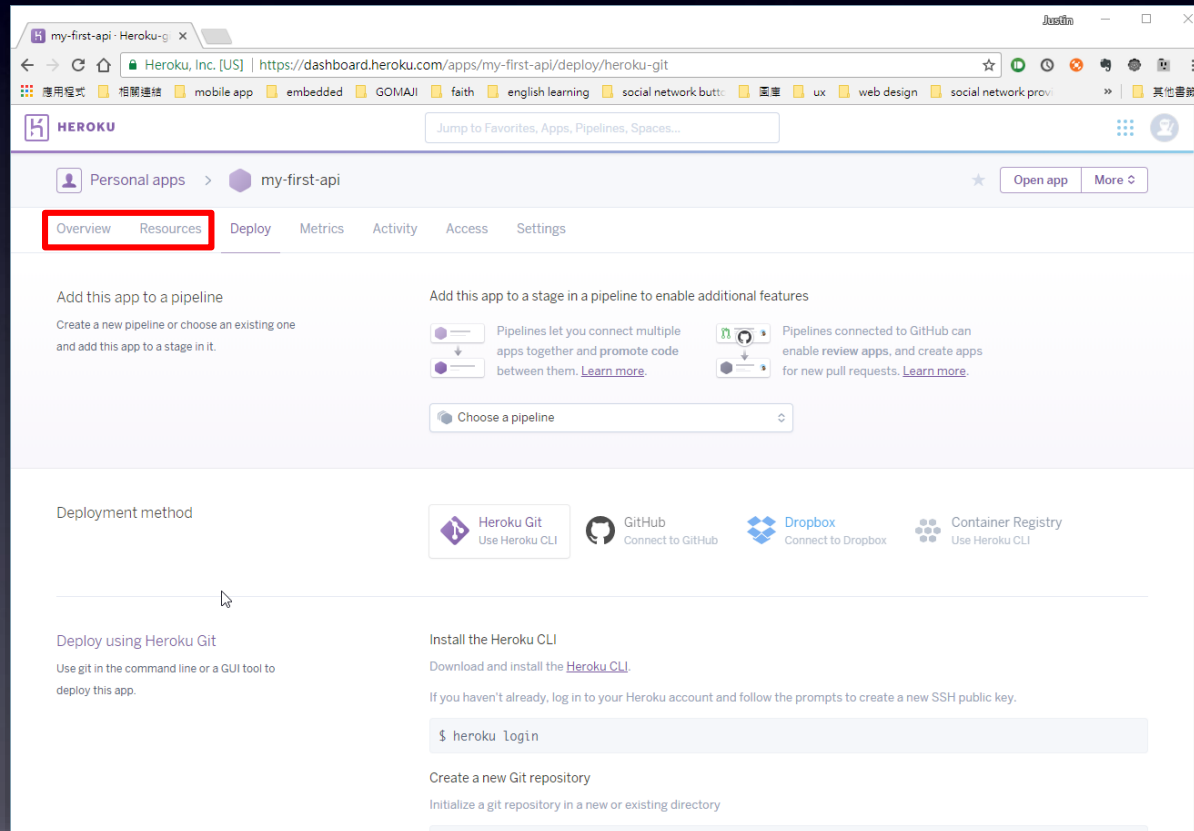 Justin
my-first-api · Heroku-g
Heroku, Inc. [US] | https://dashboard.heroku.com/apps/my-first-api/deploy/heroku-git
應用程式 相關連結 mobile app embedded GOMAJI faith english learning social network butto 圖庫 ux web design social network provi » 其他書籤
HEROKU
Jump to Favorites, Apps, Pipelines, Spaces...
Personal apps > my-first-api
Open app More
Overview Resources Deploy Metrics Activity Access Settings
Add this app to a pipeline
Create a new pipeline or choose an existing one
and add this app to a stage in it.
Add this app to a stage in a pipeline to enable additional features
Pipelines let you connect multiple
apps together and promote code
between them. Learn more.
Pipelines connected to GitHub can
enable review apps, and create apps
for new pull requests. Learn more.
Choose a pipeline
Deployment method
Heroku Git
Use Heroku CLI
GitHub
Connect to GitHub
Dropbox
Connect to Dropbox
Container Registry
Use Heroku CLI
Deploy using Heroku Git
Use git in the command line or a GUI tool to
deploy this app.
Install the Heroku CLI
Download and install the Heroku CLI.
If you haven't already, log in to your Heroku account and follow the prompts to create a new SSH public key.
$ heroku login
Create a new Git repository
Initialize a git repository in a new or existing directory